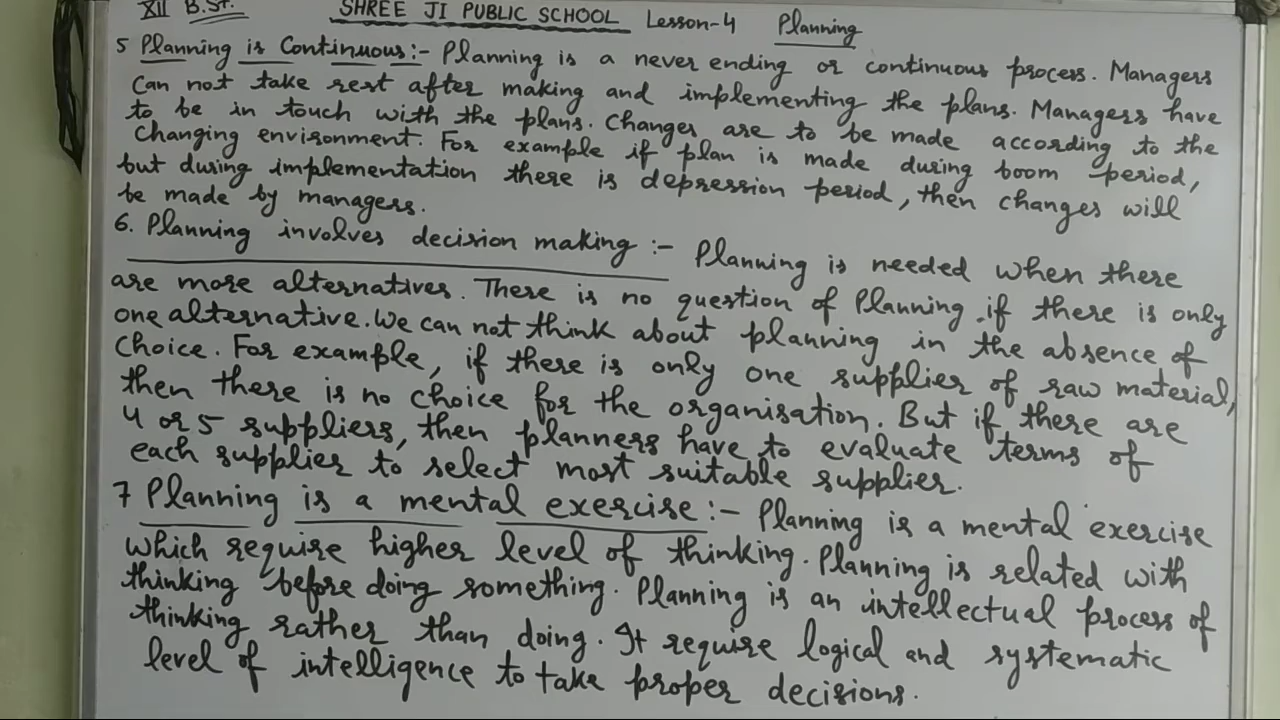 XII B.St. SHREE JI PUBLIC SCHOOL Lesson-4 Planning
5 Planning is Continuous:- Planning is a never ending or continuous process. Managers
Can not take rest after making and implementing the plans. Managers have
to be in touch with the plans. Changes are to be made according to the
Changing environment. For example if plan is made during boom period,
but during implementation there is depression period, then changes will
be made by managers.
6. Planning involves decision making :- Planning is needed when there
are more alternatives. There is no question of Planning if there is only
one alternative. We can not think about planning in the absence of
Choice. For example, if there is only one supplier of raw material,
then there is no choice for the organisation. But if there are
4 or 5 suppliers, then planners have to evaluate terms of
each supplier to select most suitable supplier.
7 Planning is a mental exercise :- Planning is a mental exercise
which require higher level of thinking. Planning is related with
thinking before doing something. Planning is an intellectual process of
thinking rather than doing. It require logical and systematic
level of intelligence to take proper decisions.